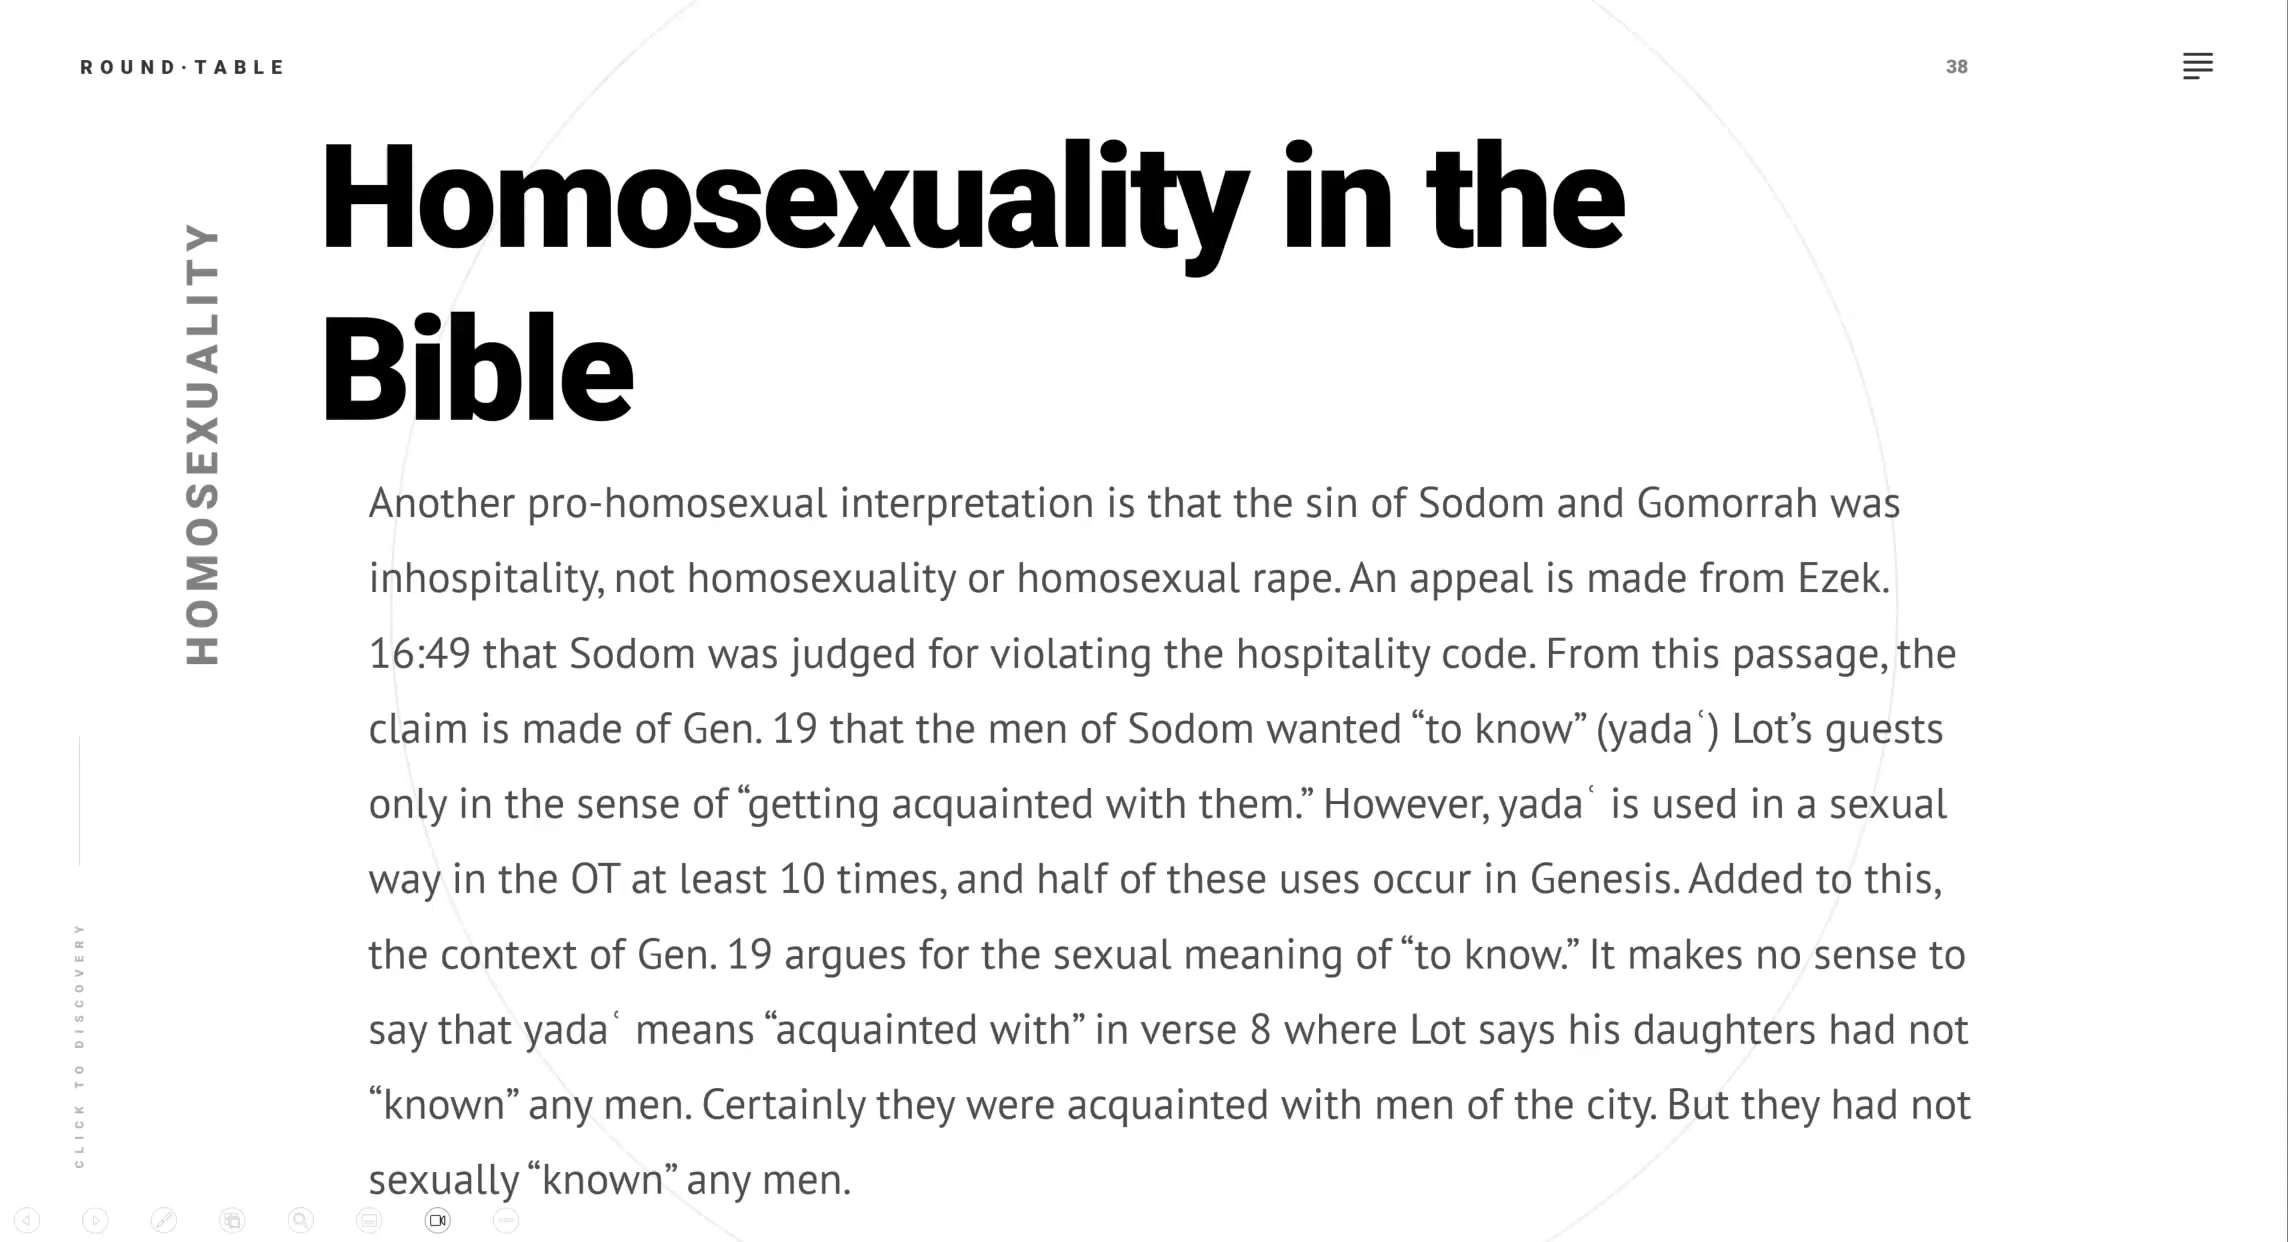 ROUND·TABLE
38
Homosexuality in the
Bible
HOMOSEXUALITY
Another pro-homosexual interpretation is that the sin of Sodom and Gomorrah was
inhospitality, not homosexuality or homosexual rape. An appeal is made from Ezek.
16:49 that Sodom was judged for violating the hospitality code. From this passage, the
claim is made of Gen. 19 that the men of Sodom wanted “to know” (yadaʿ) Lot’s guests
only in the sense of “getting acquainted with them.” However, yadaʿ is used in a sexual
way in the OT at least 10 times, and half of these uses occur in Genesis. Added to this,
the context of Gen. 19 argues for the sexual meaning of “to know.” It makes no sense to
say that yadaʿ means “acquainted with” in verse 8 where Lot says his daughters had not
“known” any men. Certainly they were acquainted with men of the city. But they had not
sexually “known” any men.
CLICK TO DISCOVERY